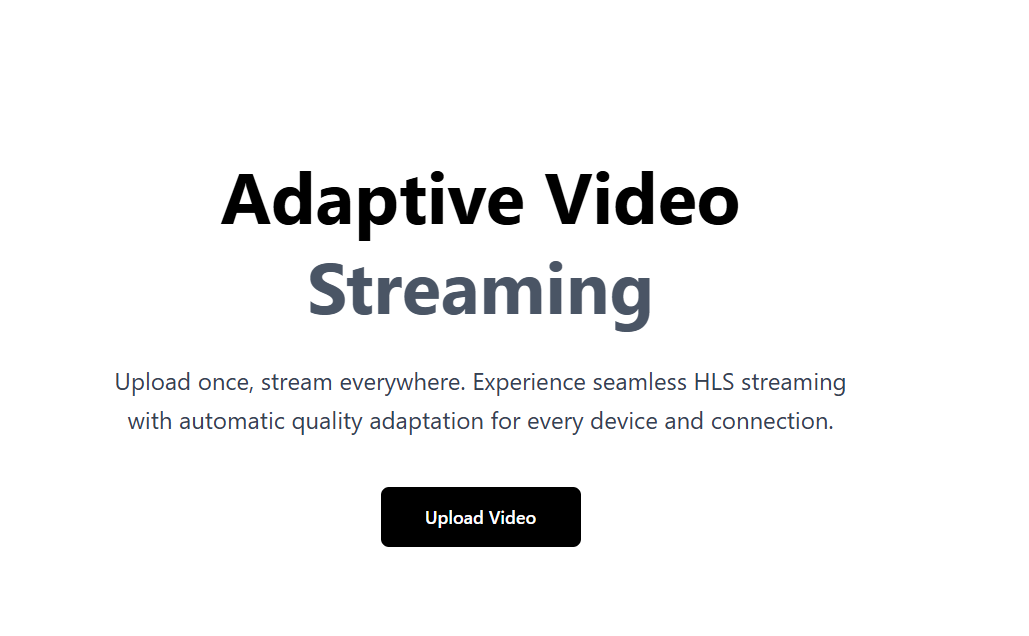 Adaptive Video
Streaming
Upload once, stream everywhere. Experience seamless HLS streaming
with automatic quality adaptation for every device and connection.
Upload Video